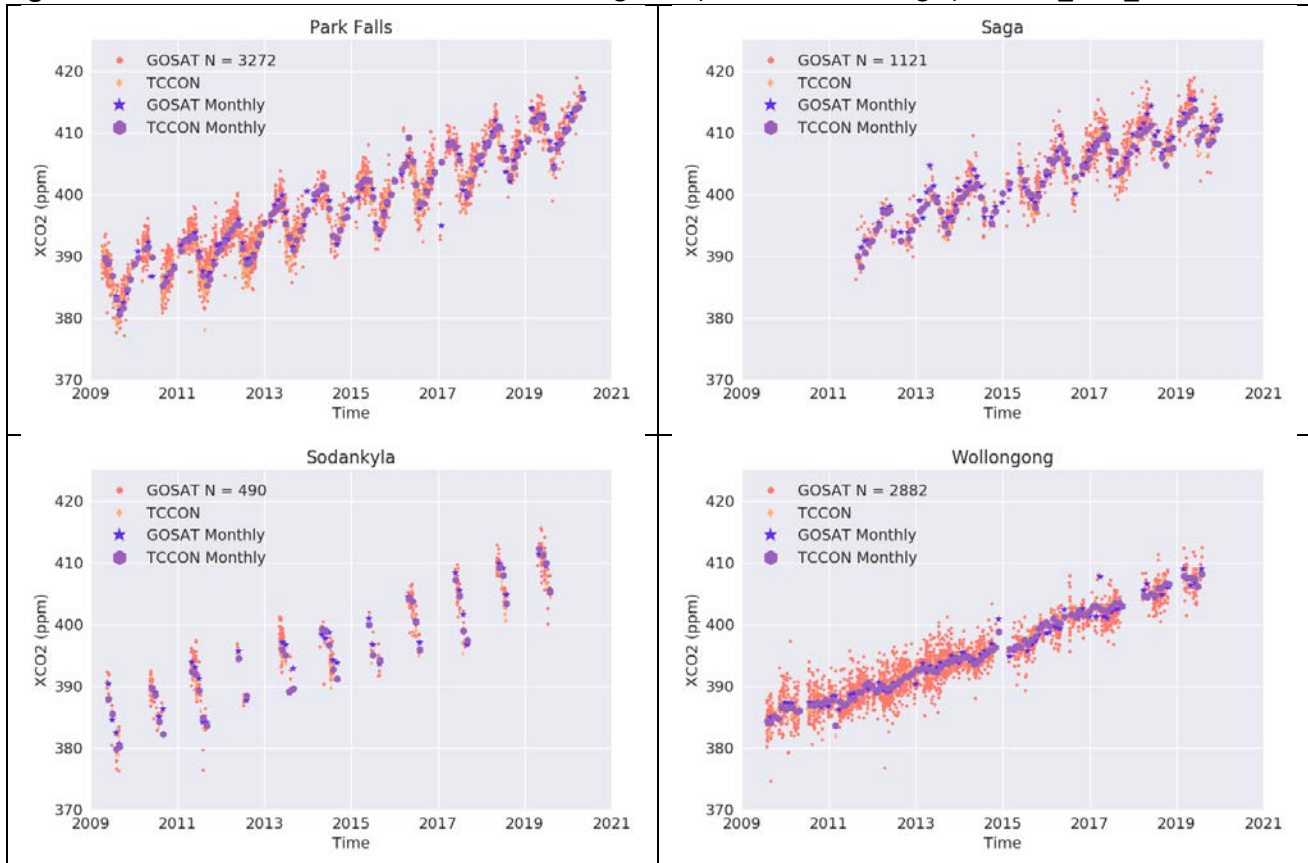 Park Falls
GOSAT N = 3272
TCCON
GOSAT Monthly
TCCON Monthly
420
410
400
390
380
370
XCO2 (ppm)
2009 2011 2013 2015 2017 2019 2021
Time
Saga
GOSAT N = 1121
TCCON
GOSAT Monthly
TCCON Monthly
420
410
400
390
380
370
XCO2 (ppm)
2009 2011 2013 2015 2017 2019 2021
Time
Sodankyla
GOSAT N = 490
TCCON
GOSAT Monthly
TCCON Monthly
420
410
400
390
380
370
XCO2 (ppm)
2009 2011 2013 2015 2017 2019 2021
Time
Wollongong
GOSAT N = 2882
TCCON
GOSAT Monthly
TCCON Monthly
420
410
400
390
380
370
XCO2 (ppm)
2009 2011 2013 2015 2017 2019 2021
Time